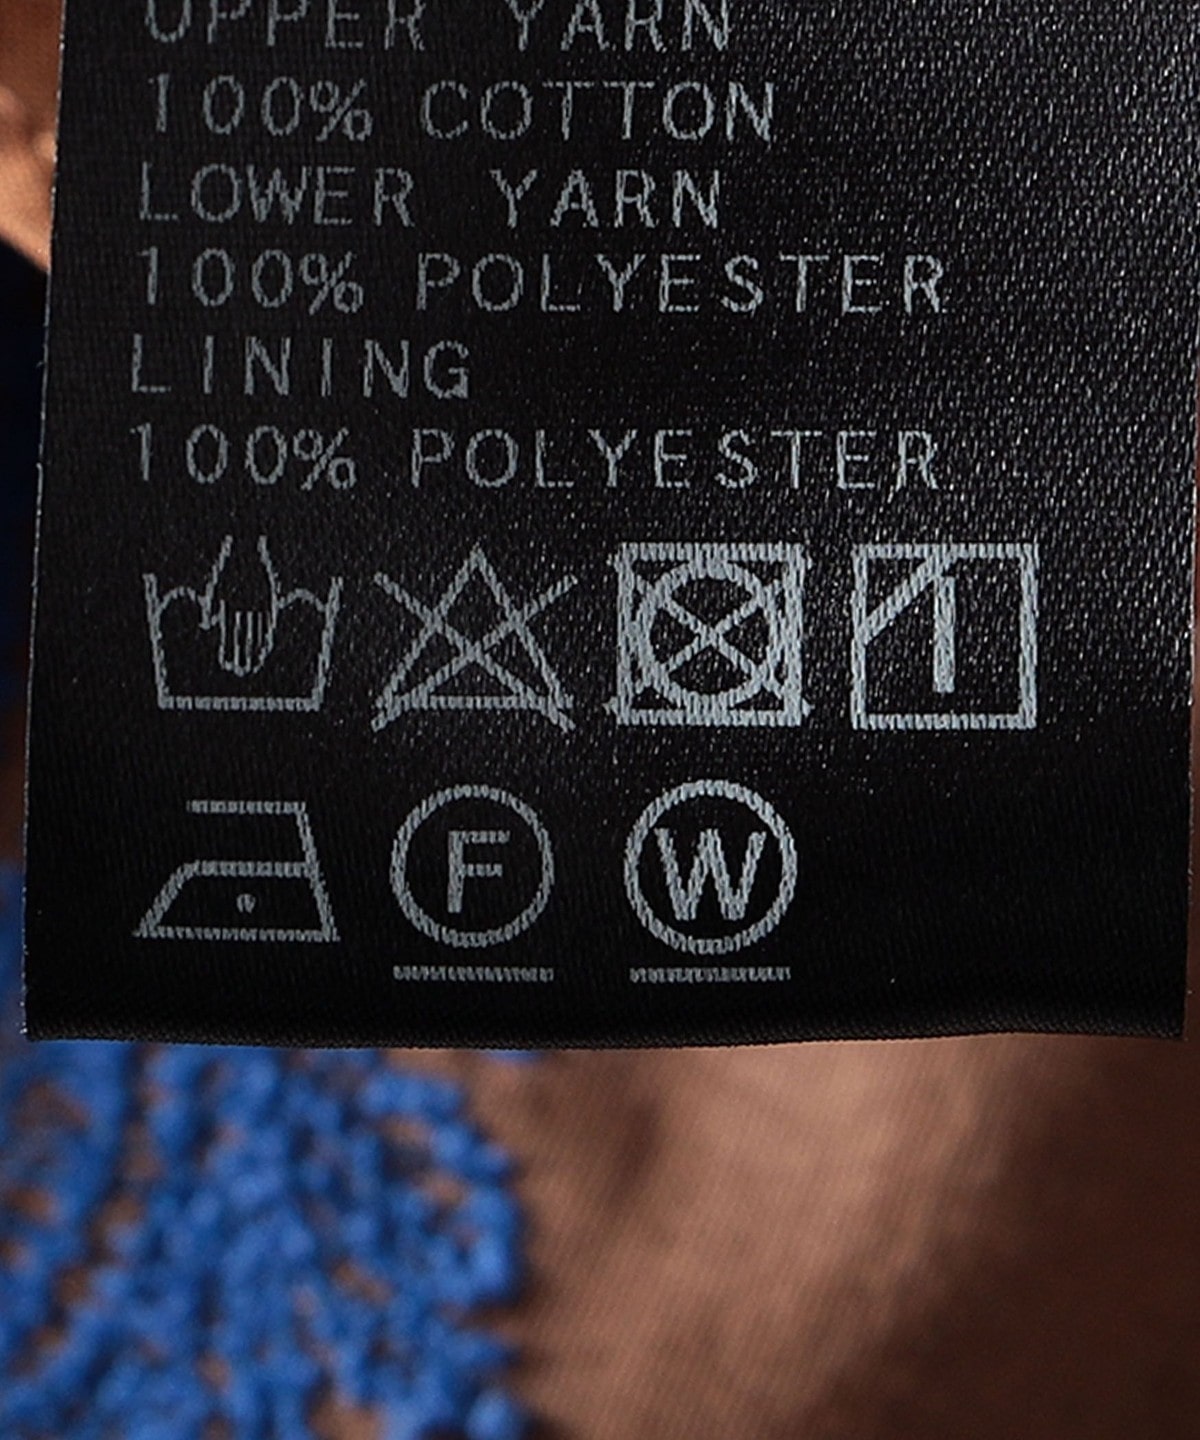 UPPER YARN
100% COTTON
LOWER YARN
100% POLYESTER
LINING
100% POLYESTER
F W